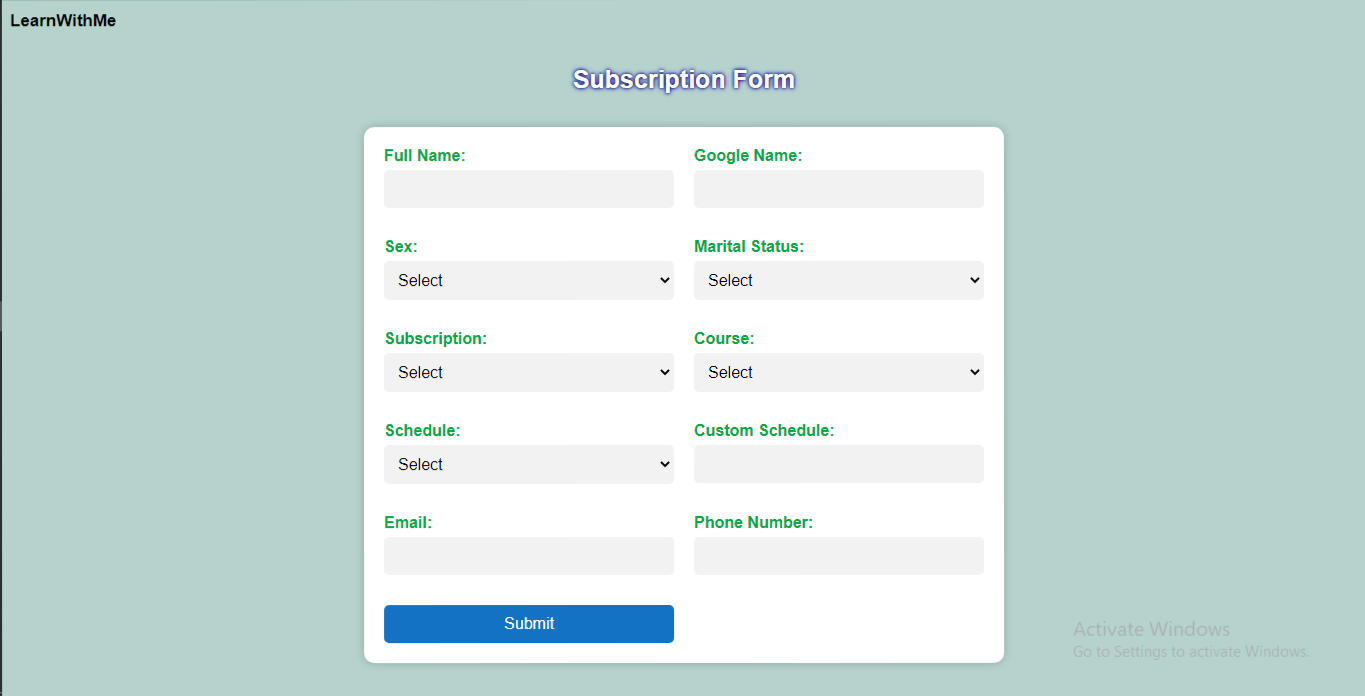 LearnWithMe
Subscription Form
Full Name: Google Name:
Sex: Marital Status:
Select Select
Subscription: Course:
Select Select
Schedule: Custom Schedule:
Select
Email: Phone Number:
Submit
Activate Windows
Go to Settings to activate Windows.